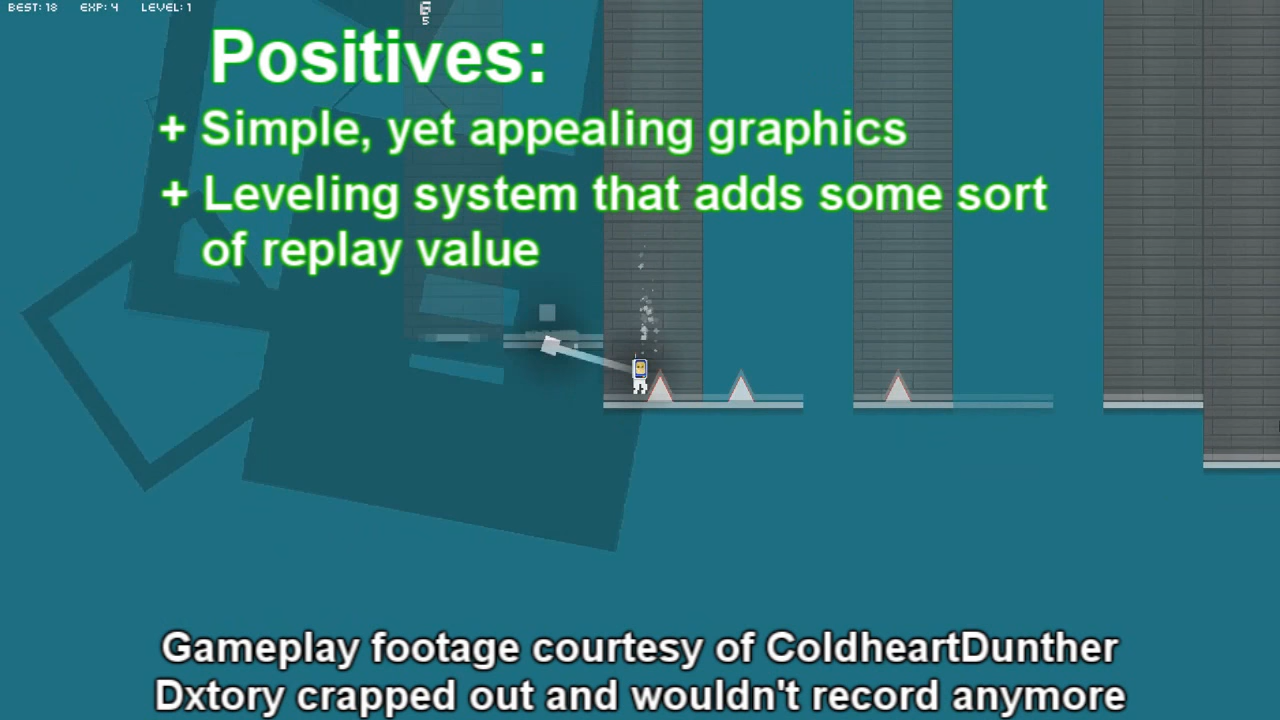 BEST: 18 EXP: 4 LEVEL: 1
5
Positives:
+ Simple, yet appealing graphics
+ Leveling system that adds some sort
of replay value
Gameplay footage courtesy of ColdheartDunther
Dxtory crapped out and wouldn't record anymore